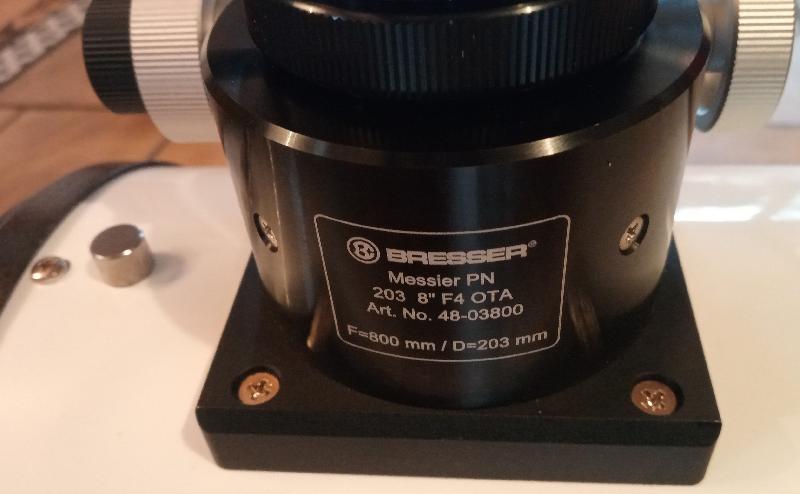 BRESSER®
Messier PN
203 8" F4 OTA
Art. No. 48-03800
F=800 mm / D=203 mm